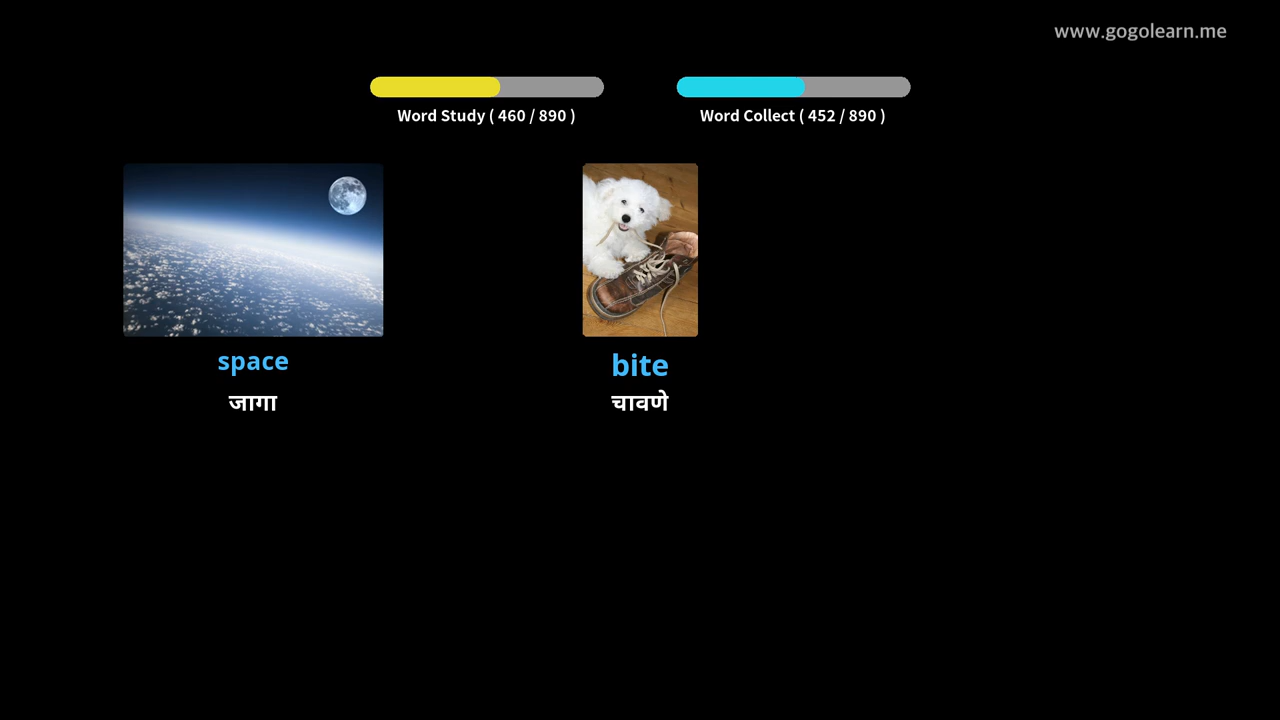 www.gogolearn.me
Word Study ( 460 / 890 )
Word Collect ( 452 / 890 )
space
जागा
bite
चावणे